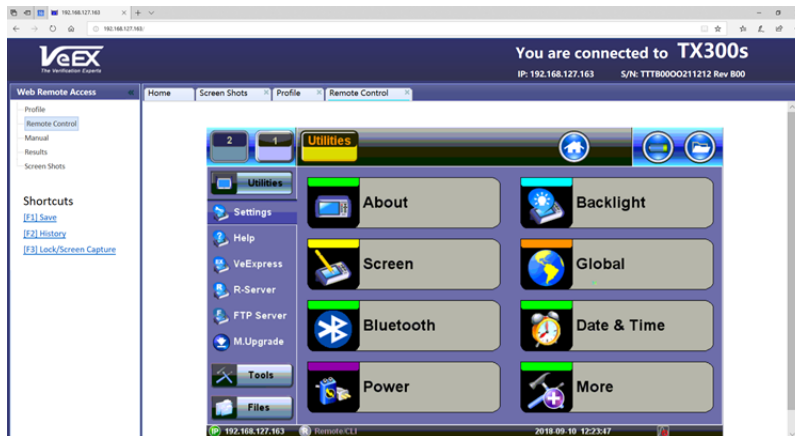 192.168.127.163
192.168.127.163/
VeEX
The Verification Experts
You are connected to TX300s
IP: 192.168.127.163 S/N: TTTB00OO211212 Rev B00
Web Remote Access
Home Screen Shots Profile Remote Control
Profile
Remote Control
Manual
Results
Screen Shots
Shortcuts
[F1] Save
[F2] History
[F3] Lock/Screen Capture
2 1 Utilities
Utilities
Settings
Help
VeExpress
R-Server
FTP Server
M.Upgrade
Tools
Files
About
Backlight
Screen
Global
Bluetooth
Date & Time
Power
More
IP 192.168.127.163 R Remote/CLI 2018-09-10 12:23:47